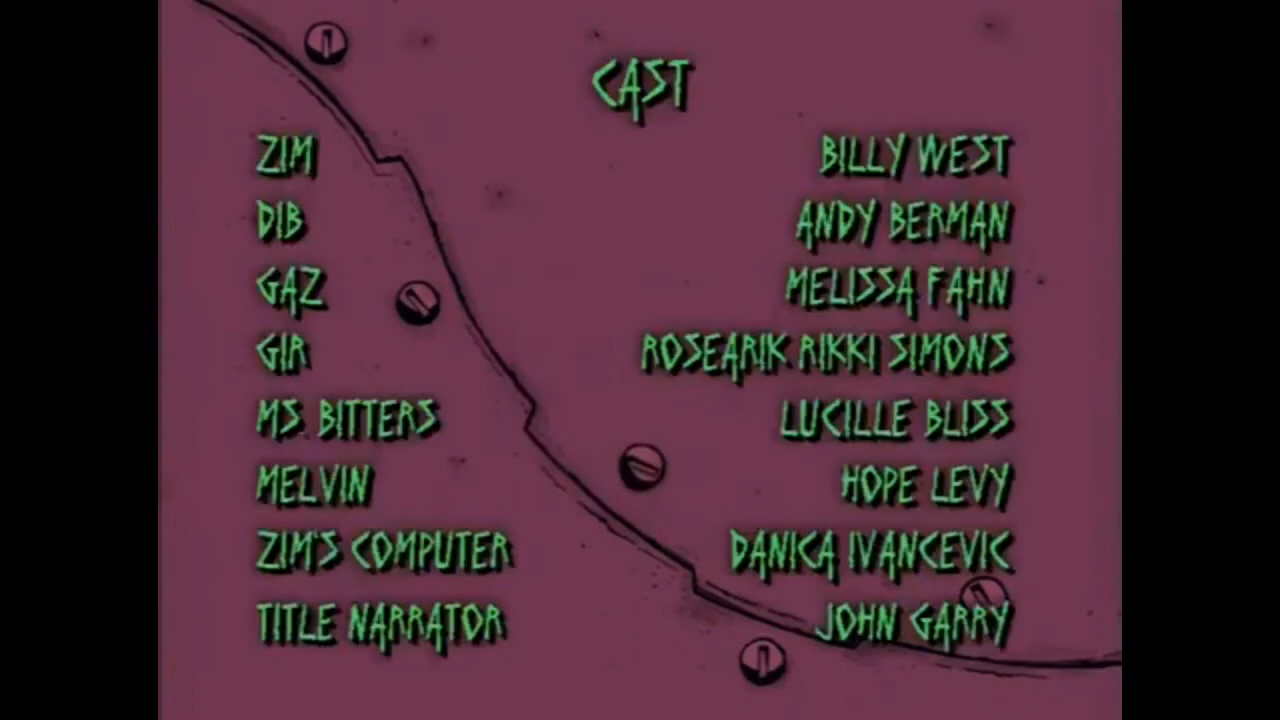 CAST
ZIM BILLY WEST
DIB ANDY BERMAN
GAZ MELISSA FAHN
GIR ROSEARIK RIKKI SIMONS
MS. BITTERS LUCILLE BLISS
MELVIN HOPE LEVY
ZIM'S COMPUTER DANICA IVANCEVIC
TITLE NARRATOR JOHN GARRY